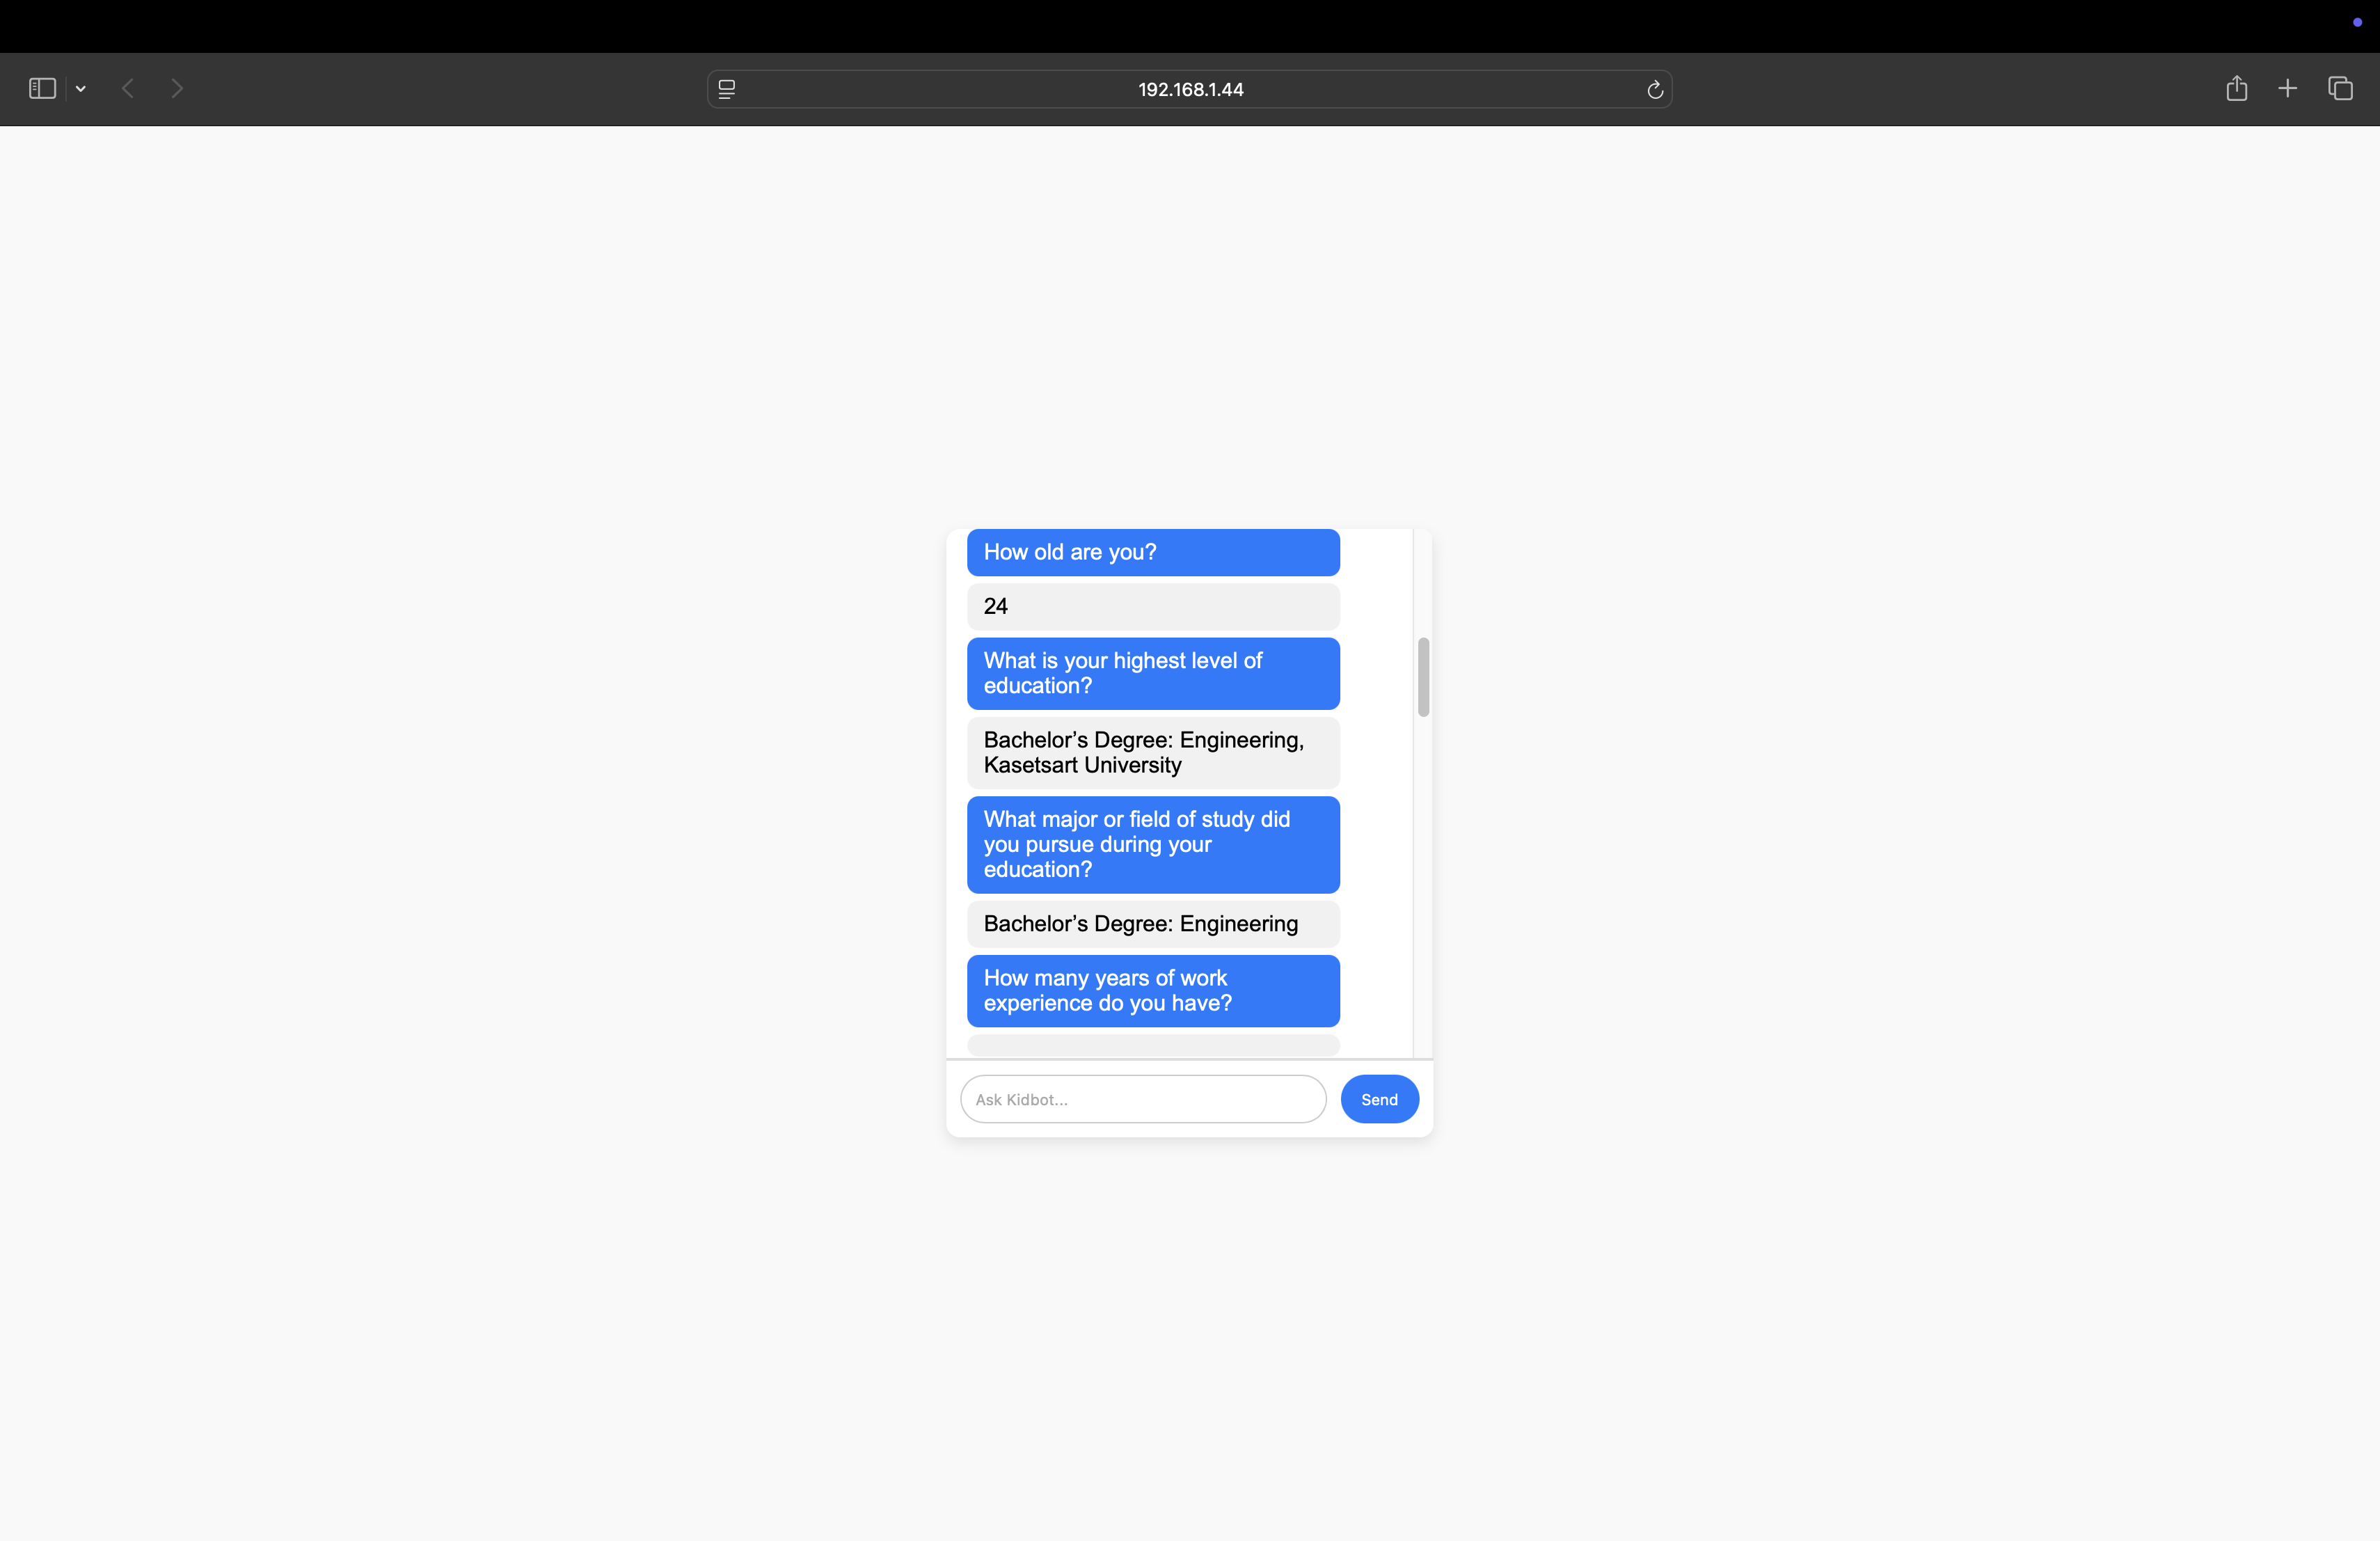 192.168.1.44
How old are you?
24
What is your highest level of
education?
Bachelor’s Degree: Engineering,
Kasetsart University
What major or field of study did
you pursue during your
education?
Bachelor’s Degree: Engineering
How many years of work
experience do you have?
Ask Kidbot...
Send